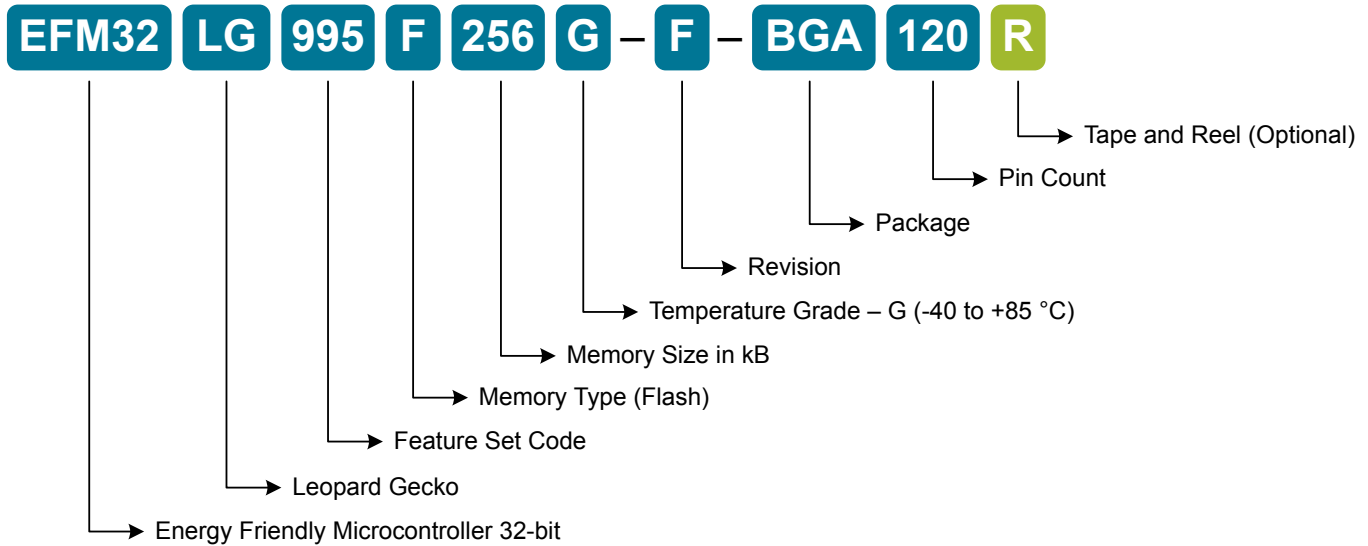 EFM32 LG 995 F 256 G – F – BGA 120 R
Tape and Reel (Optional)
Pin Count
Package
Revision
Temperature Grade – G (-40 to +85 °C)
Memory Size in kB
Memory Type (Flash)
Feature Set Code
Leopard Gecko
Energy Friendly Microcontroller 32-bit